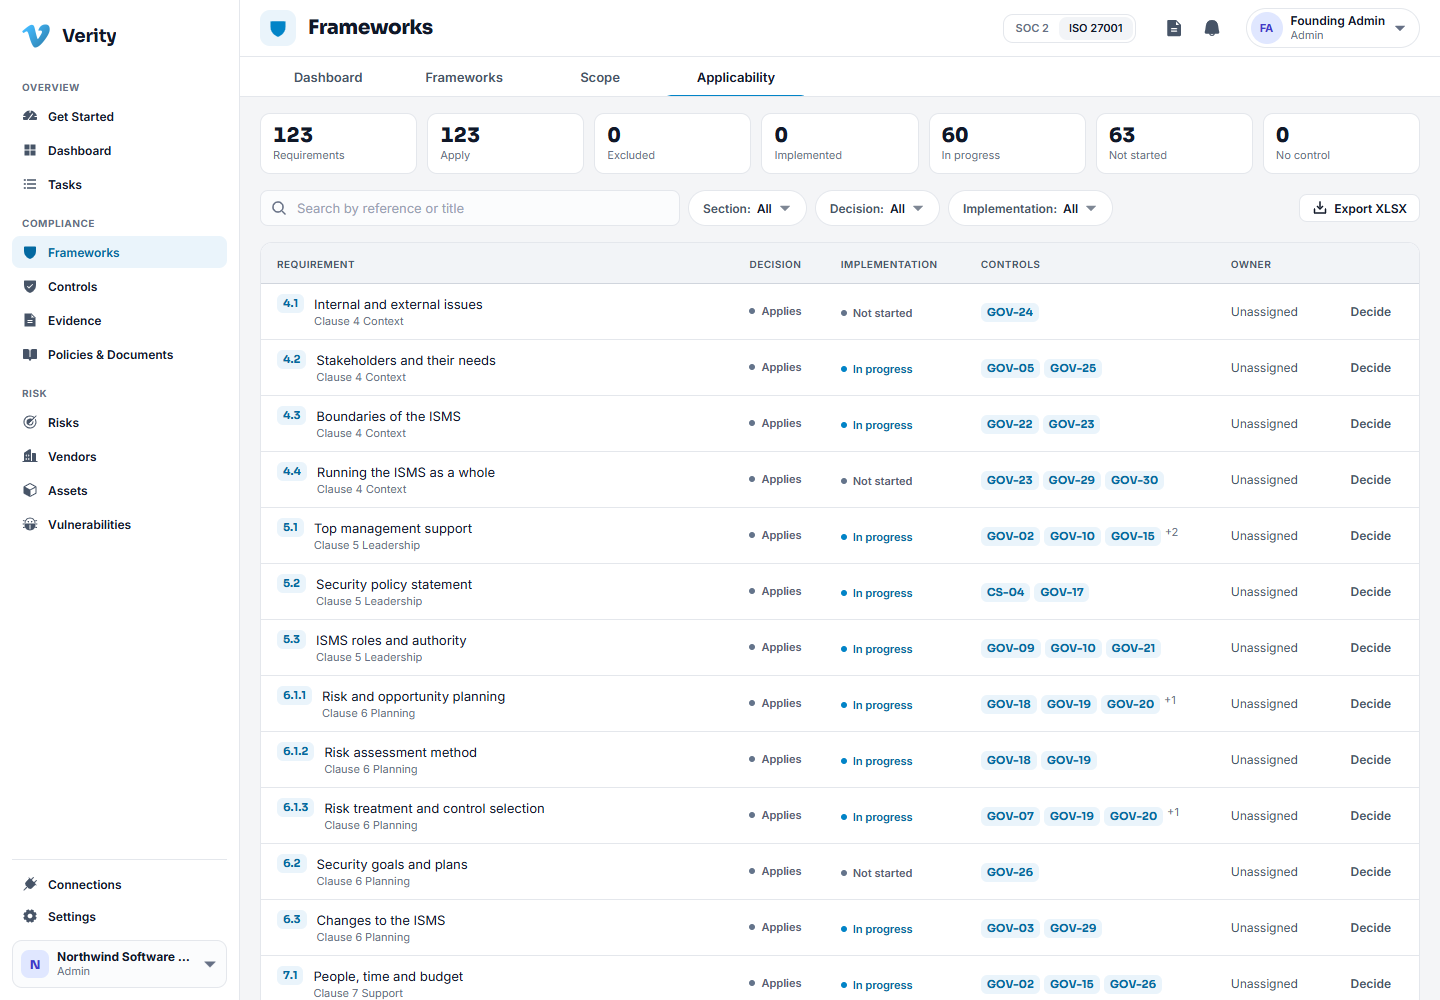 Verity
OVERVIEW
Get Started
Dashboard
Tasks
COMPLIANCE
Frameworks
Controls
Evidence
Policies & Documents
RISK
Risks
Vendors
Assets
Vulnerabilities
Connections
Settings
N
Northwind Software ...
Admin
Frameworks
SOC 2 ISO 27001
FA
Founding Admin
Admin
Dashboard Frameworks Scope Applicability
123 Requirements
123 Apply
0 Excluded
0 Implemented
60 In progress
63 Not started
0 No control
Search by reference or title
Section: All
Decision: All
Implementation: All
Export XLSX
REQUIREMENT DECISION IMPLEMENTATION CONTROLS OWNER
4.1 Internal and external issues Applies Not started GOV-24 Unassigned Decide
Clause 4 Context
4.2 Stakeholders and their needs Applies In progress GOV-05 GOV-25 Unassigned Decide
Clause 4 Context
4.3 Boundaries of the ISMS Applies In progress GOV-22 GOV-23 Unassigned Decide
Clause 4 Context
4.4 Running the ISMS as a whole Applies Not started GOV-23 GOV-29 GOV-30 Unassigned Decide
Clause 4 Context
5.1 Top management support Applies In progress GOV-02 GOV-10 GOV-15 +2 Unassigned Decide
Clause 5 Leadership
5.2 Security policy statement Applies In progress CS-04 GOV-17 Unassigned Decide
Clause 5 Leadership
5.3 ISMS roles and authority Applies In progress GOV-09 GOV-10 GOV-21 Unassigned Decide
Clause 5 Leadership
6.1.1 Risk and opportunity planning Applies In progress GOV-18 GOV-19 GOV-20 +1 Unassigned Decide
Clause 6 Planning
6.1.2 Risk assessment method Applies In progress GOV-18 GOV-19 Unassigned Decide
Clause 6 Planning
6.1.3 Risk treatment and control selection Applies In progress GOV-07 GOV-19 GOV-20 +1 Unassigned Decide
Clause 6 Planning
6.2 Security goals and plans Applies Not started GOV-26 Unassigned Decide
Clause 6 Planning
6.3 Changes to the ISMS Applies In progress GOV-03 GOV-29 Unassigned Decide
Clause 6 Planning
7.1 People, time and budget Applies In progress GOV-02 GOV-15 GOV-26 Unassigned Decide
Clause 7 Support